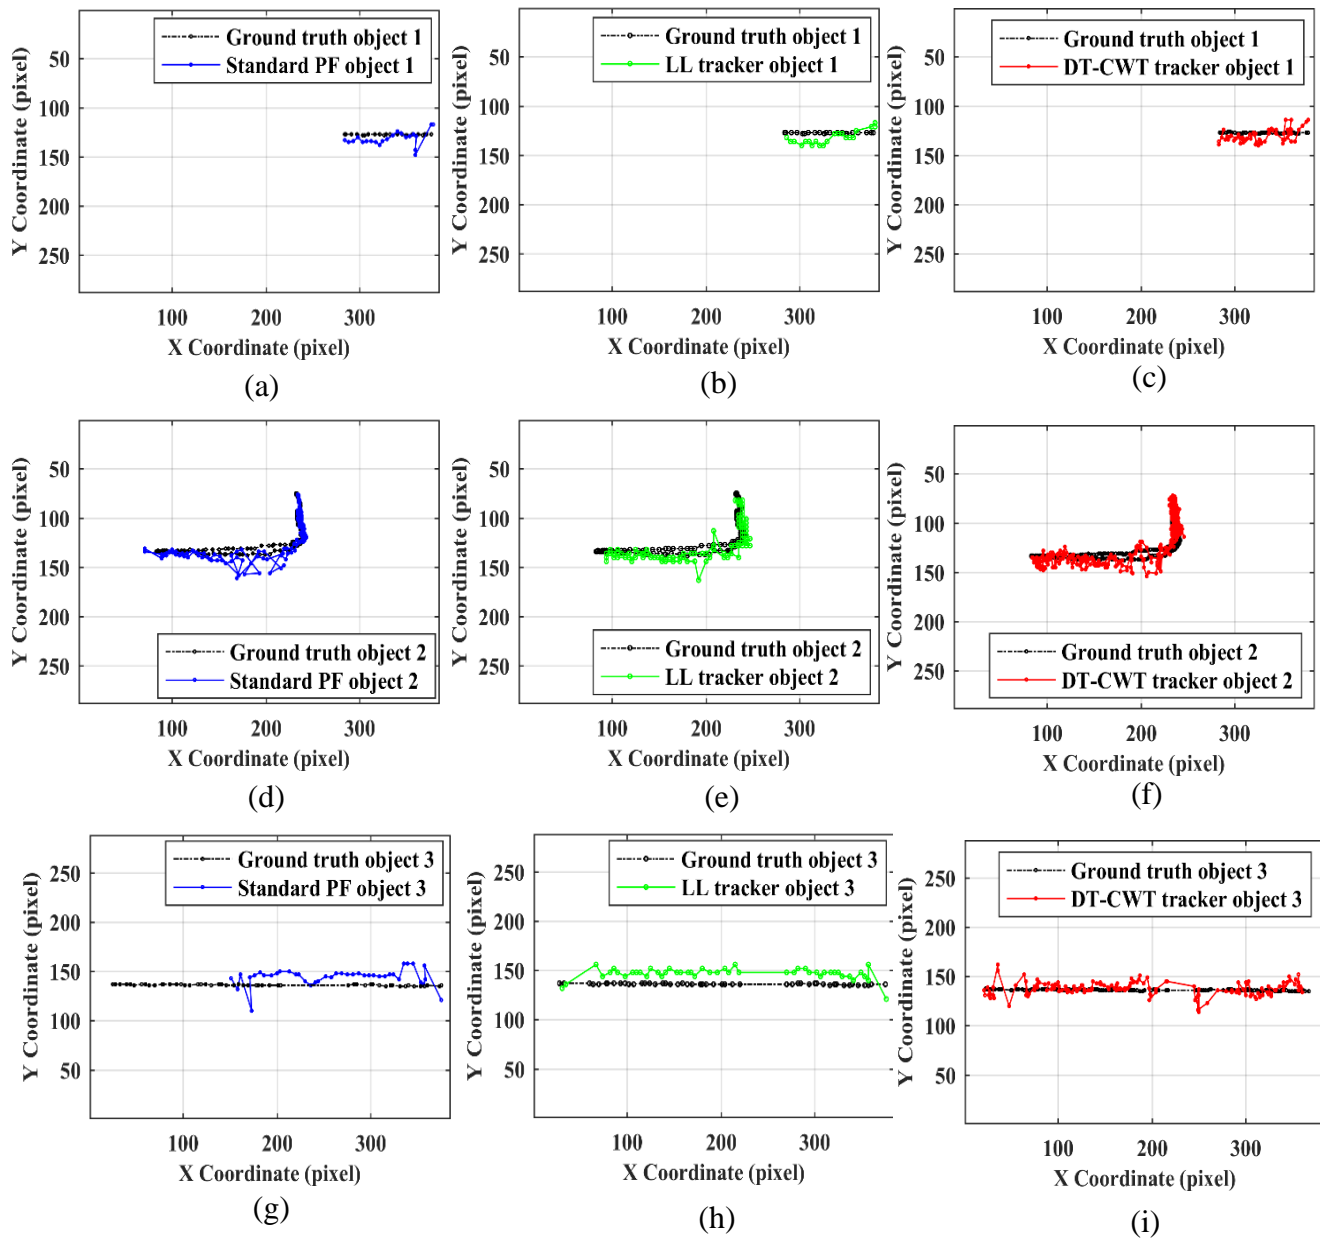 Ground truth object 1
Standard PF object 1
50
100
150
200
250
100 200 300
Y Coordinate (pixel)
X Coordinate (pixel)
(a)
Ground truth object 1
LL tracker object 1
50
100
150
200
250
100 200 300
Y Coordinate (pixel)
X Coordinate (pixel)
(b)
Ground truth object 1
DT-CWT tracker object 1
50
100
150
200
250
100 200 300
Y Coordinate (pixel)
X Coordinate (pixel)
(c)
50
100
150
200
250
Ground truth object 2
Standard PF object 2
100 200 300
Y Coordinate (pixel)
X Coordinate (pixel)
(d)
50
100
150
200
250
Ground truth object 2
LL tracker object 2
100 200 300
Y Coordinate (pixel)
X Coordinate (pixel)
(e)
50
100
150
200
250
Ground truth object 2
DT-CWT tracker object 2
100 200 300
Y Coordinate (pixel)
X Coordinate (pixel)
(f)
Ground truth object 3
Standard PF object 3
250
200
150
100
50
100 200 300
Y Coordinate (pixel)
X Coordinate (pixel)
(g)
Ground truth object 3
LL tracker object 3
250
200
150
100
50
100 200 300
Y Coordinate (pixel)
X Coordinate (pixel)
(h)
Ground truth object 3
DT-CWT tracker object 3
250
200
150
100
50
100 200 300
Y Coordinate (pixel)
X Coordinate (pixel)
(i)